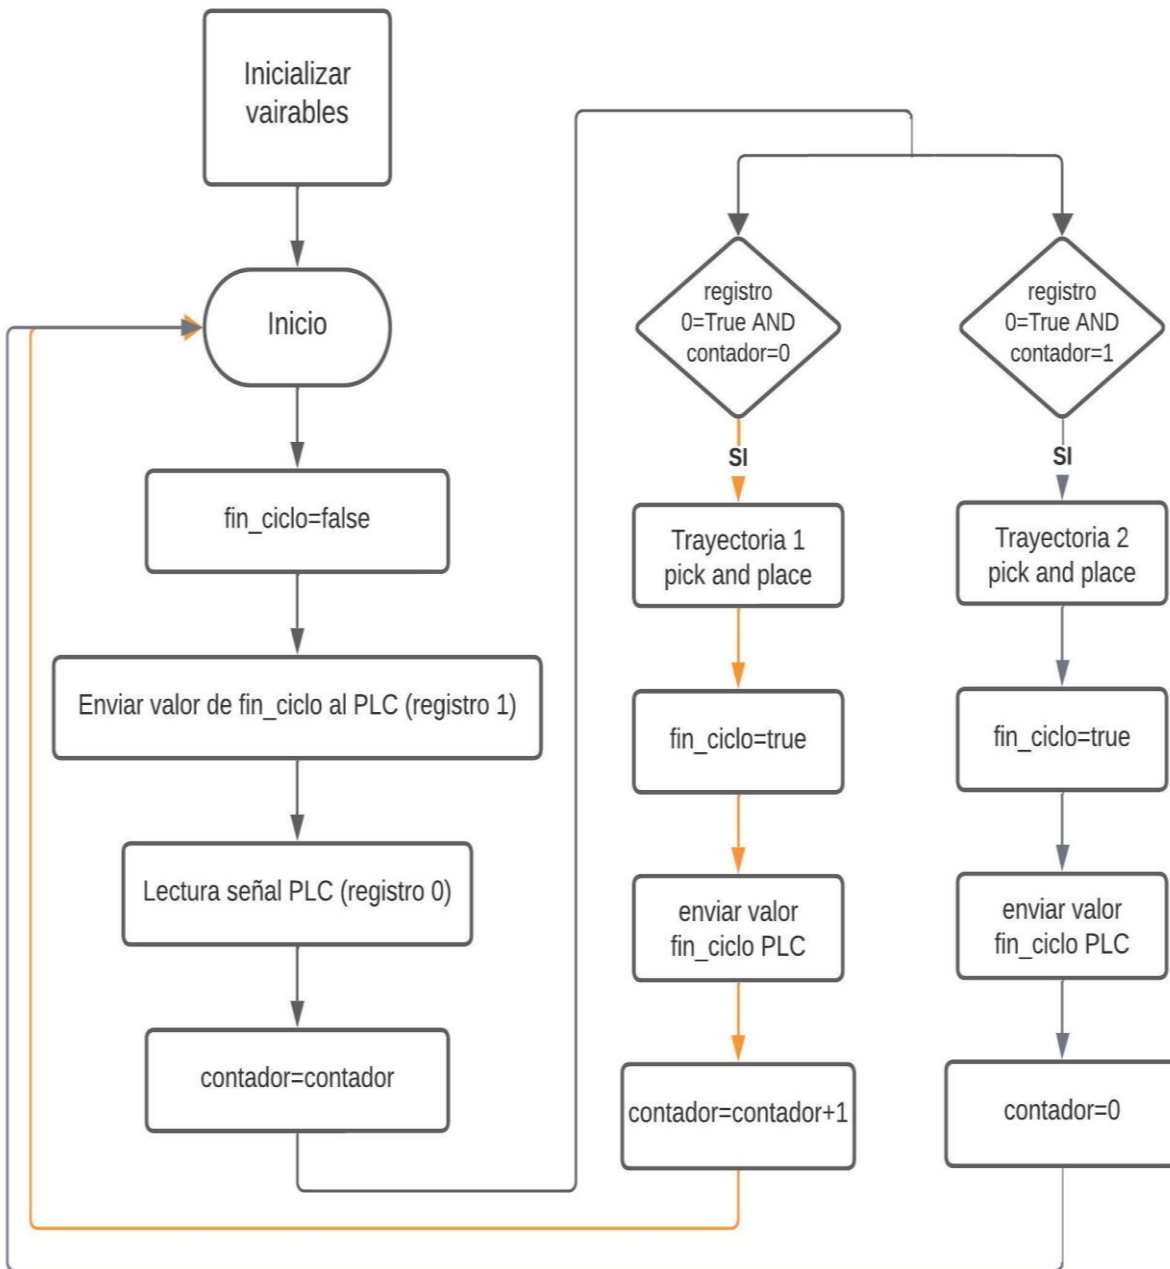 Inicializar
vairables
Inicio
fin_ciclo=false
Enviar valor de fin_ciclo al PLC (registro 1)
Lectura señal PLC (registro 0)
contador=contador
registro
0=True AND
contador=0
SI
Trayectoria 1
pick and place
fin_ciclo=true
enviar valor
fin_ciclo PLC
contador=contador+1
registro
0=True AND
contador=1
SI
Trayectoria 2
pick and place
fin_ciclo=true
enviar valor
fin_ciclo PLC
contador=0